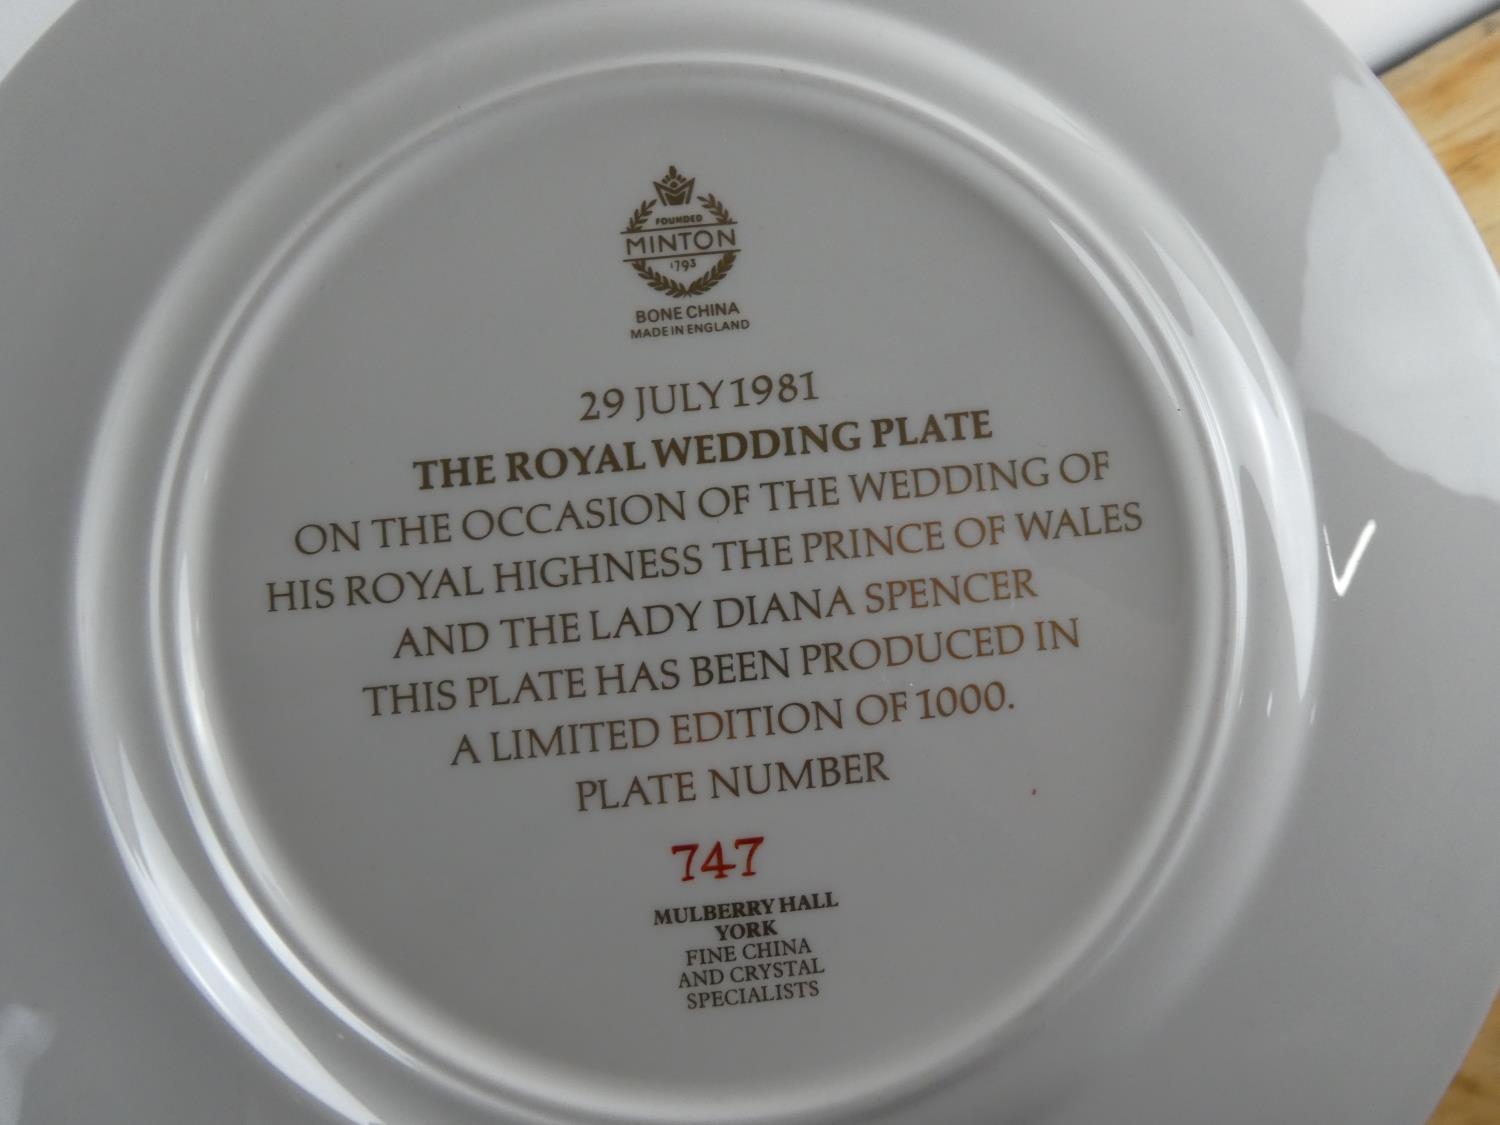 FOUNDED
MINTON
1793
BONE CHINA
MADE IN ENGLAND
29 JULY 1981
THE ROYAL WEDDING PLATE
ON THE OCCASION OF THE WEDDING OF
HIS ROYAL HIGHNESS THE PRINCE OF WALES
AND THE LADY DIANA SPENCER
THIS PLATE HAS BEEN PRODUCED IN
A LIMITED EDITION OF 1000.
PLATE NUMBER
747
MULBERRY HALL
YORK
FINE CHINA
AND CRYSTAL
SPECIALISTS